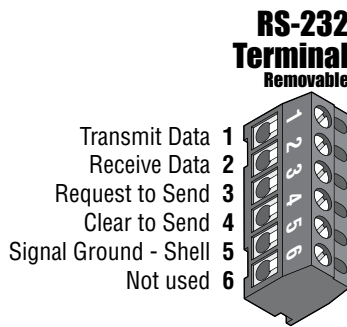 RS-232
Terminal
Removable
Transmit Data 1
Receive Data 2
Request to Send 3
Clear to Send 4
Signal Ground - Shell 5
Not used 6
1
2
3
4
5
6